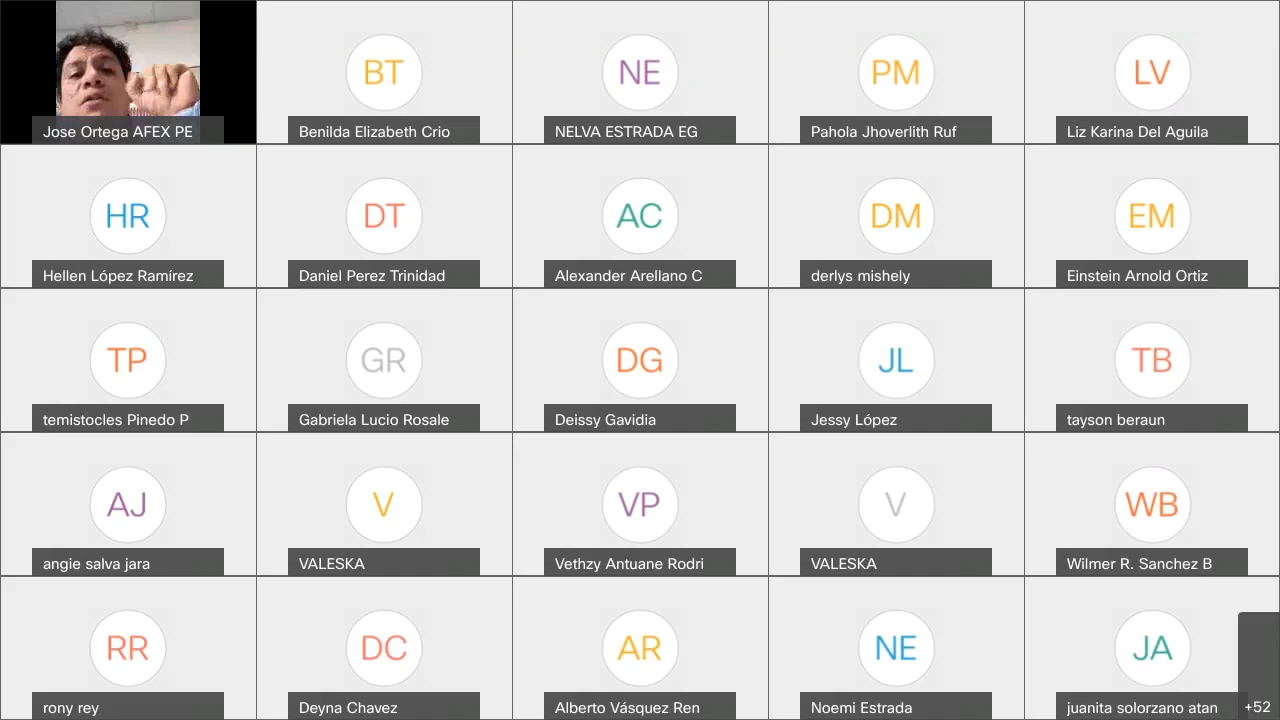 Jose Ortega AFEX PE
BT
Benilda Elizabeth Crio
NE
NELVA ESTRADA EG
PM
Pahola Jhoverlith Ruf
LV
Liz Karina Del Aguila
HR
Hellen López Ramírez
DT
Daniel Perez Trinidad
AC
Alexander Arellano C
DM
derlys mishely
EM
Einstein Arnold Ortiz
TP
temistocles Pinedo P
GR
Gabriela Lucio Rosale
DG
Deissy Gavidia
JL
Jessy López
TB
tayson beraun
AJ
angie salva jara
V
VALESKA
VP
Vethzy Antuane Rodri
V
VALESKA
WB
Wilmer R. Sanchez B
RR
rony rey
DC
Deyna Chavez
AR
Alberto Vásquez Ren
NE
Noemi Estrada
JA
juanita solorzano atan
+52